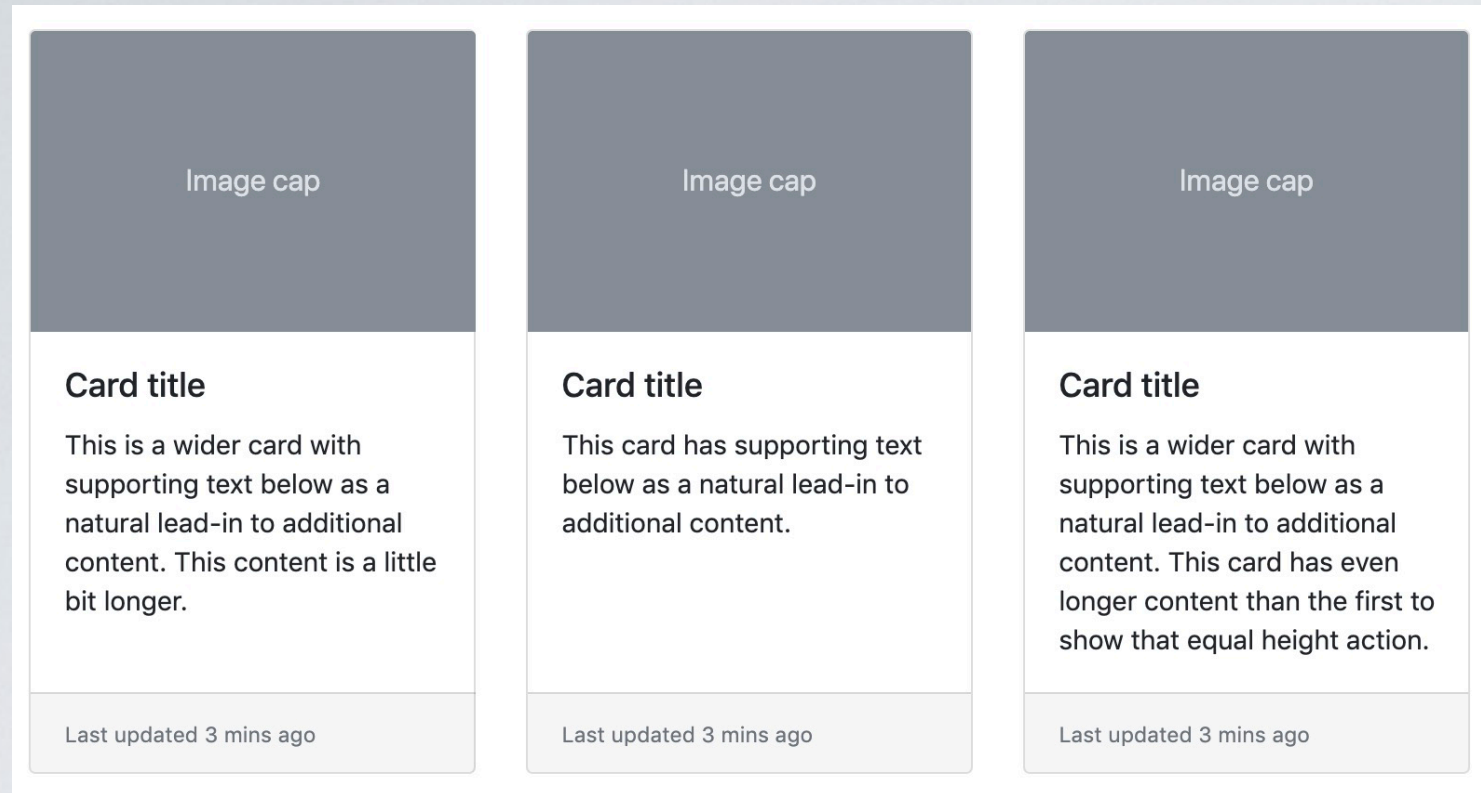 Image cap
Card title
This is a wider card with
supporting text below as a
natural lead-in to additional
content. This content is a little
bit longer.
Last updated 3 mins ago
Image cap
Card title
This card has supporting text
below as a natural lead-in to
additional content.
Last updated 3 mins ago
Image cap
Card title
This is a wider card with
supporting text below as a
natural lead-in to additional
content. This card has even
longer content than the first to
show that equal height action.
Last updated 3 mins ago